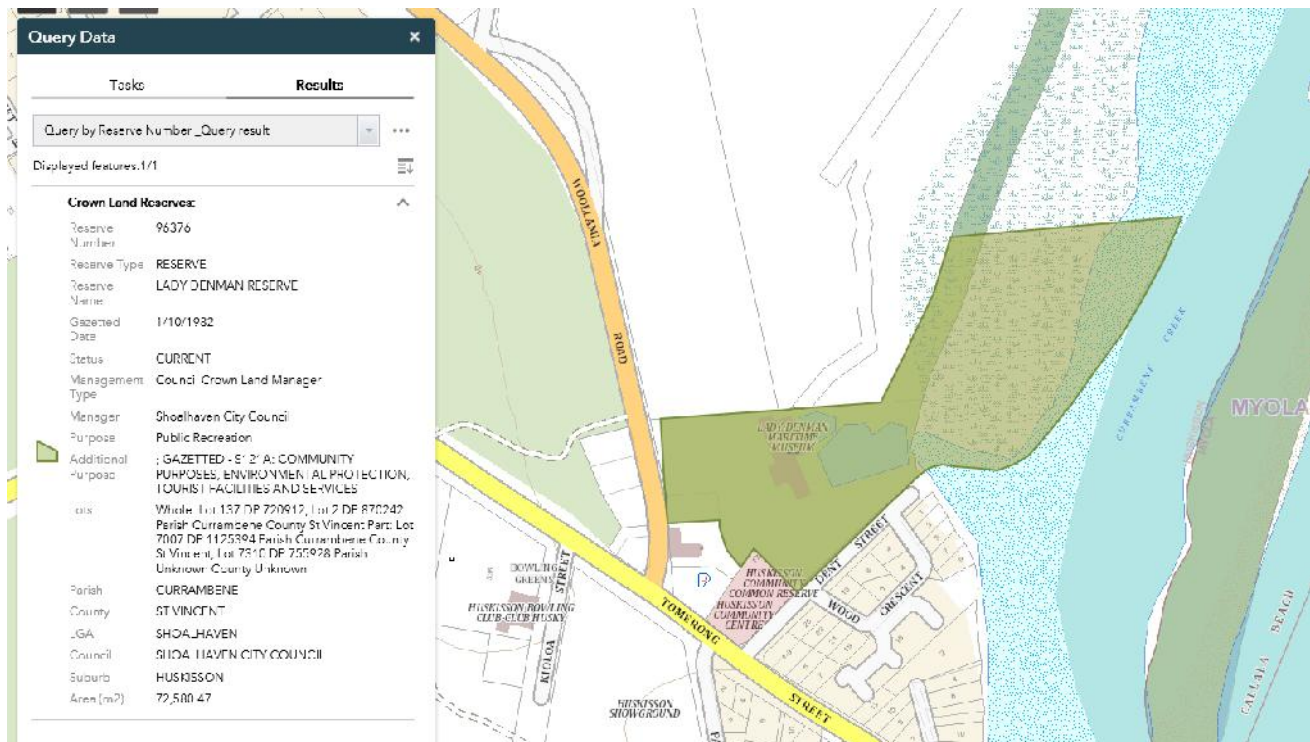 Query Data
×
Tasks
Results
Query by Reserve Number _Query result
Displayed features: 1/1
Crown Land Reserves:
Reserve Number
96376
Reserve Type
RESERVE
Reserve Name
LADY DENMAN RESERVE
Gazetted Date
1/10/1982
Status
CURRENT
Management Type
Council Crown Land Manager
Manager
Shoalhaven City Council
Purpose
Public Recreation
Additional Purpose
; GAZETTED - S121A: COMMUNITY
PURPOSES, ENVIRONMENTAL PROTECTION,
TOURIST FACILITIES AND SERVICES
Lots
Whole: Lot 137 DP 720912, Lot 2 DP 870242
Parish Currambene County St Vincent Part: Lot
7007 DP 1125394 Parish Currambene County
St Vincent, Lot 7310 DP 755928 Parish
Unknown County Unknown
Parish
CURRAMBENE
County
ST VINCENT
LGA
SHOALHAVEN
Council
SHOALHAVEN CITY COUNCIL
Suburb
HUSKISSON
Area (m2)
72,580.47
WOOLLAMIA
ROAD
LADY DENMAN
MARITIME
MUSEUM
CURRAMBENE CREEK
MYOLA
CALLALA BEACH
DENT STREET
WOOD CRESCENT
HUSKISSON
COMMUNITY
COMMON RESERVE
HUSKISSON
COMMUNITY
CENTRE
TOMERONG
STREET
BOWLING
GREENS
HUSKISSON BOWLING
CLUB-CLUB HUSKY
KIOLOA
STREET
HUSKISSON
SHOWGROUND